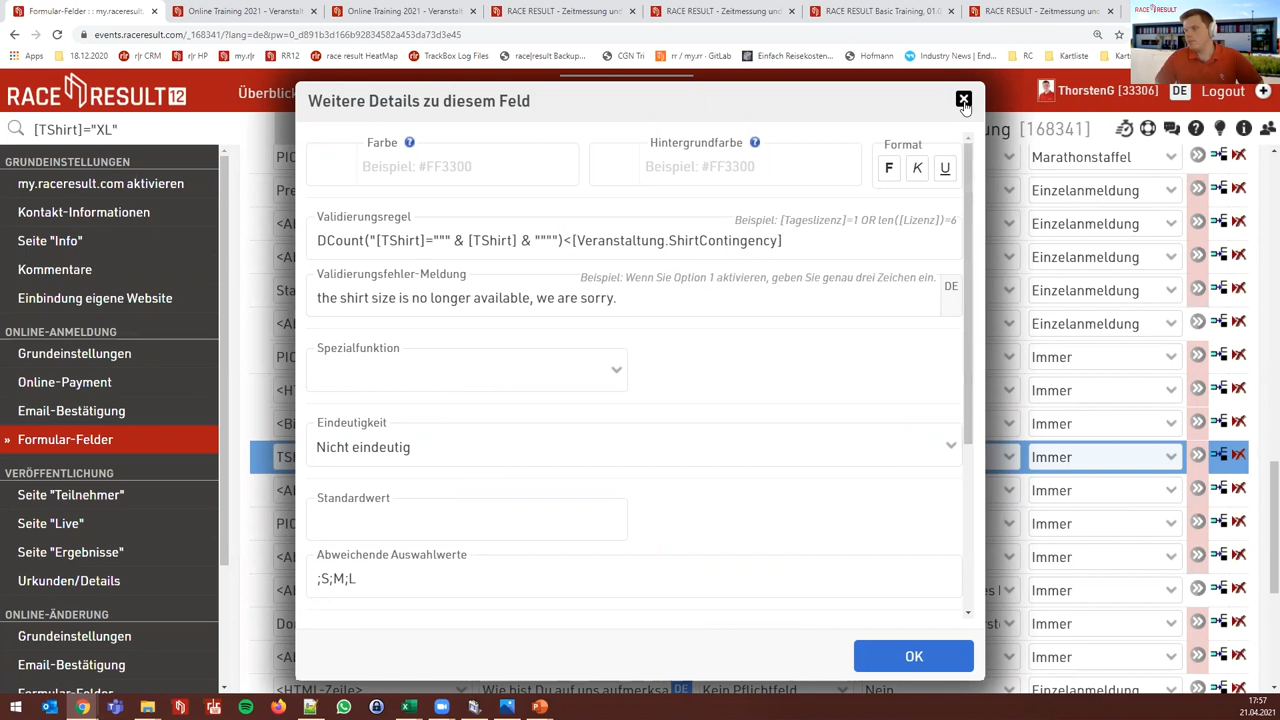 Formular-Felder : : my.raceresult.
Online Training 2021 - Veranstalt
Online Training 2021 - Veranstalt
RACE RESULT - Zeitmessung und
RACE RESULT - Zeitmessung und
RACE RESULT Basic Training, 01.0
RACE RESULT - Zeitmessung und
events.raceresult.com/_168341/?lang=de&pw=0_d891b3d166b92834582a453da73
Apps
18.12.2020
r|r CRM
r|r HP
my.r|r
RR12
race result HeatMap
TrackBox Log Files
rr / my.rr · GitLab
race|result|backup...
CGN Tri
Einfach Reisekosten...
Hofmann
Industry News | En...
RC
Kartliste
RACE RESULT 12
Überblick
ThorstenG (33306)
DE
Logout
[TShirt]="XL"
[168341]
GRUNDEINSTELLUNGEN
my.raceresult.com aktivieren
Kontakt-Informationen
Seite "Info"
Kommentare
Einbindung eigene Website
ONLINE-ANMELDUNG
Grundeinstellungen
Online-Payment
Email-Bestätigung
» Formular-Felder
VERÖFFENTLICHUNG
Seite "Teilnehmer"
Seite "Live"
Seite "Ergebnisse"
Urkunden/Details
ONLINE-ÄNDERUNG
Grundeinstellungen
Email-Bestätigung
Formular-Felder
Weitere Details zu diesem Feld
Farbe
Beispiel: #FF3300
Hintergrundfarbe
Beispiel: #FF3300
Format
F K U
Validierungsregel
Beispiel: [Tageslizenz]=1 OR len([Lizenz])=6
DCount("[TShirt]=""" & [TShirt] & """")<[Veranstaltung.ShirtContingency]
Validierungsfehler-Meldung
Beispiel: Wenn Sie Option 1 aktivieren, geben Sie genau drei Zeichen ein.
DE
the shirt size is no longer available, we are sorry.
Spezialfunktion
Eindeutigkeit
Nicht eindeutig
Standardwert
Abweichende Auswahlwerte
;S;M;L
OK
Marathonstaffel
Einzelanmeldung
Einzelanmeldung
Einzelanmeldung
Einzelanmeldung
Einzelanmeldung
Immer
Immer
Immer
Immer
Immer
Immer
Immer
Immer
Immer
Immer
Einzelanmeldung
<HTML-Zeile>
Wie
Du auf uns aufmerksa
DE
Kein Pflichtfeld
Nein
17:57
21.04.2021